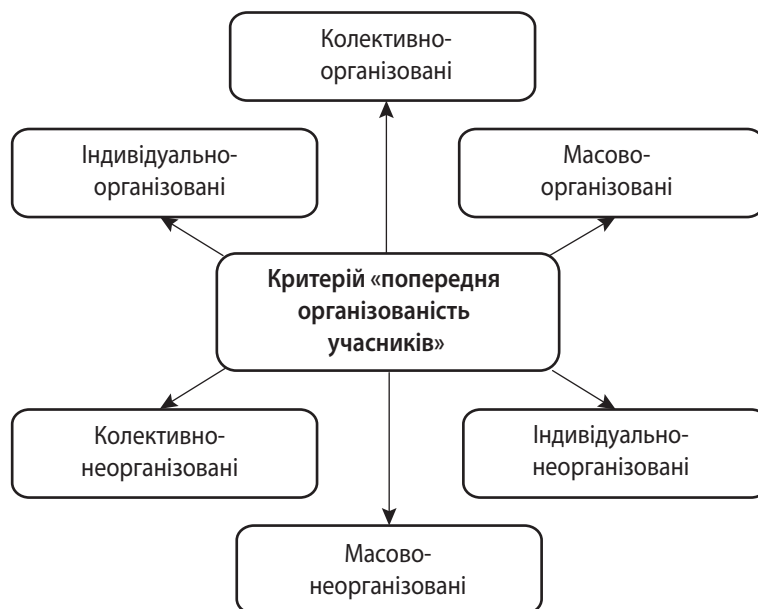 Колективно-
організовані
Індивідуально-
організовані
Масово-
організовані
Критерій «попередня
організованість
учасників»
Колективно-
неорганізовані
Індивідуально-
неорганізовані
Масово-
неорганізовані